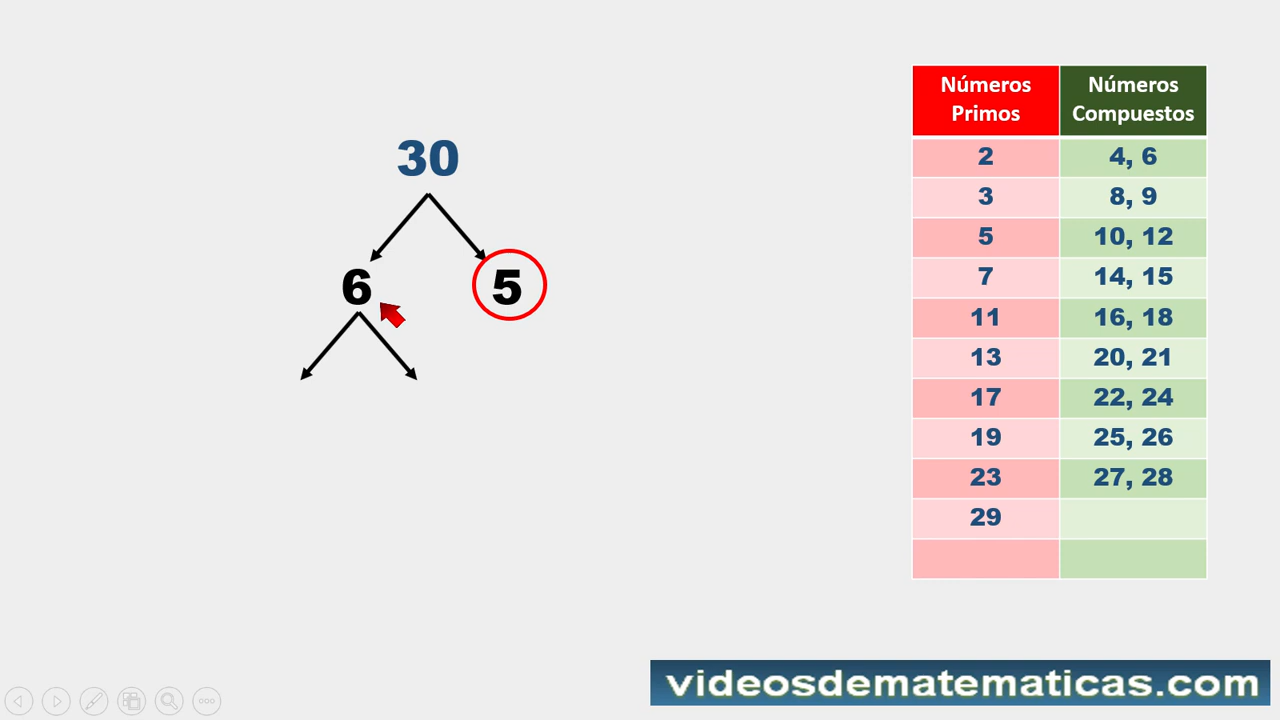 30
6 5
Números Primos
Números Compuestos
2 4, 6
3 8, 9
5 10, 12
7 14, 15
11 16, 18
13 20, 21
17 22, 24
19 25, 26
23 27, 28
29
videosdematematicas.com